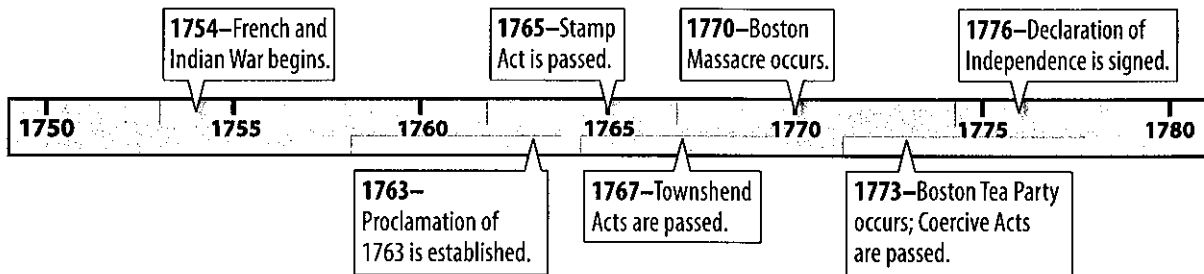 1754–French and
Indian War begins.
1765–Stamp
Act is passed.
1770–Boston
Massacre occurs.
1776–Declaration of
Independence is signed.
1750 1755 1760 1765 1770 1775 1780
1763–
Proclamation of
1763 is established.
1767–Townshend
Acts are passed.
1773–Boston Tea Party
occurs; Coercive Acts
are passed.